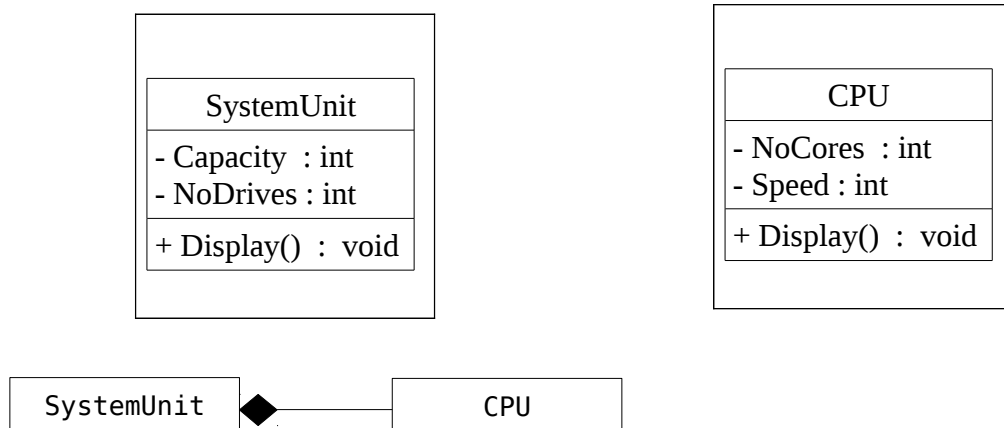 SystemUnit
- Capacity : int
- NoDrives : int
+ Display() : void
CPU
- NoCores : int
- Speed : int
+ Display() : void
SystemUnit
CPU